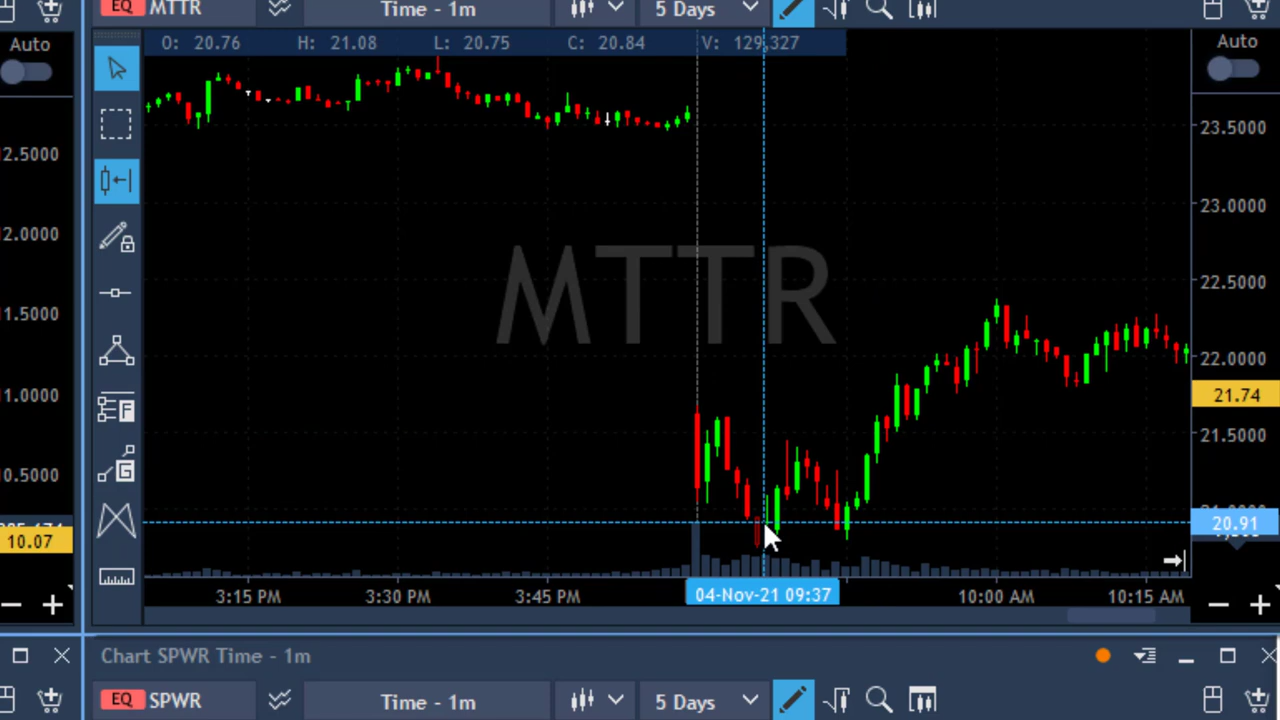 EQ MTTR Time - 1m 5 Days
Auto
O: 20.76 H: 21.08 L: 20.75 C: 20.84 V: 129,327
Auto
MTTR
23.5000
23.0000
22.5000
22.0000
21.74
21.5000
20.91
2.5000
2.0000
1.5000
1.0000
0.5000
10.07
F
G
3:15 PM 3:30 PM 3:45 PM 04-Nov-21 09:37 10:00 AM 10:15 AM
Chart SPWR Time - 1m
EQ SPWR Time - 1m 5 Days